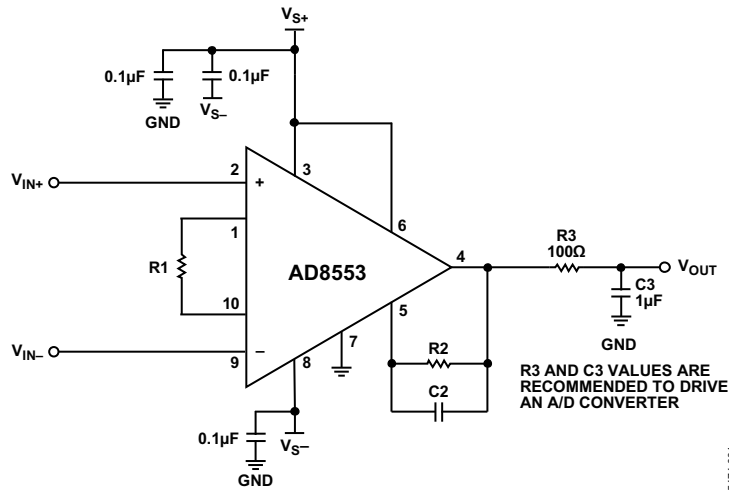 VS+
0.1µF
0.1µF
VS–
GND
VIN+
2
+
3
1
6
R1
AD8553
4
R3
100Ω
VOUT
C3
1µF
10
5
GND
VIN–
9
–
8
7
R2
C2
R3 AND C3 VALUES ARE
RECOMMENDED TO DRIVE
AN A/D CONVERTER
0.1µF
VS–
GND